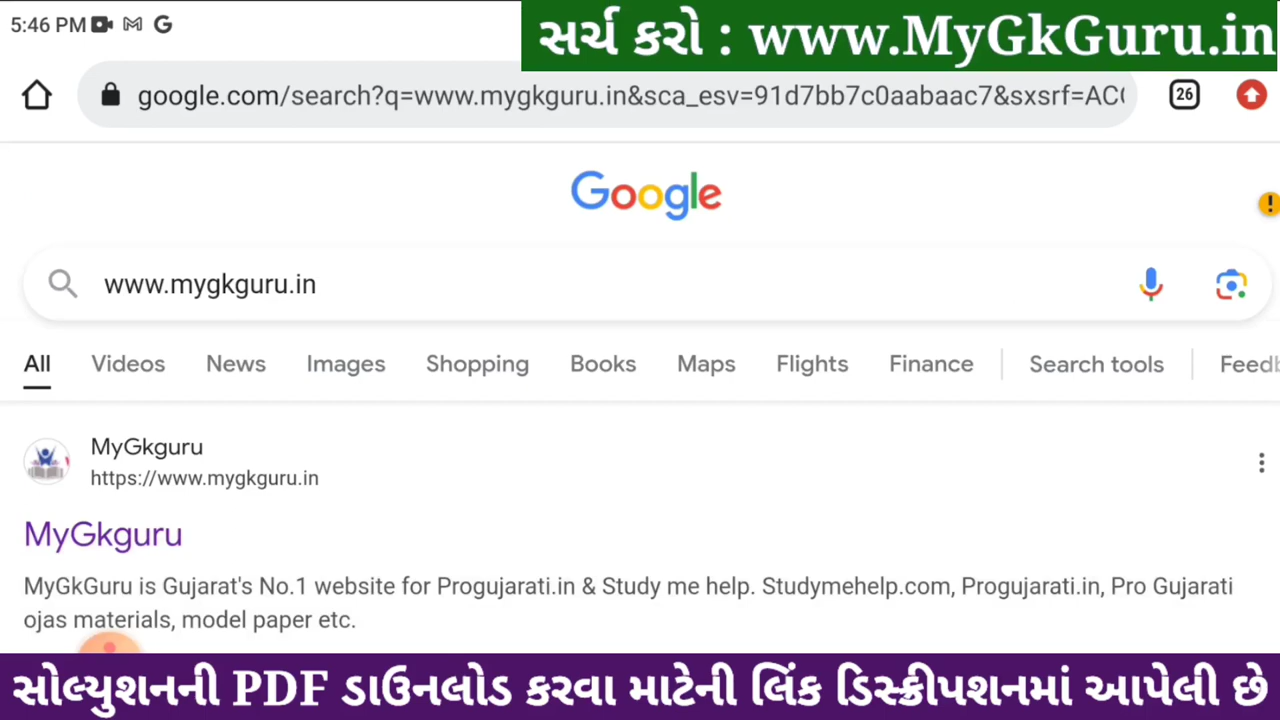 5:46 PM
સર્ચ કરો : www.MyGkGuru.in
google.com/search?q=www.mygkguru.in&sca_esv=91d7bb7c0aabaac7&sxsrf=AC
26
Google
www.mygkguru.in
All Videos News Images Shopping Books Maps Flights Finance Search tools Feedb
MyGkguru
https://www.mygkguru.in
MyGkguru
MyGkGuru is Gujarat's No.1 website for Progujarati.in & Study me help. Studymehelp.com, Progujarati.in, Pro Gujarati
ojas materials, model paper etc.
સોલ્યુશનની PDF ડાઉનલોડ કરવા માટેની લિંક ડિસ્ક્રીપશનમાં આપેલી છે